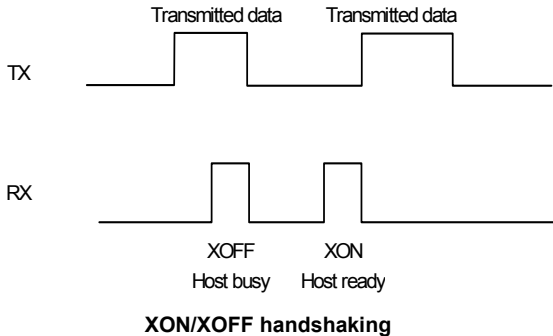 Transmitted data Transmitted data
TX
RX
XOFF XON
Host busy Host ready
XON/XOFF handshaking